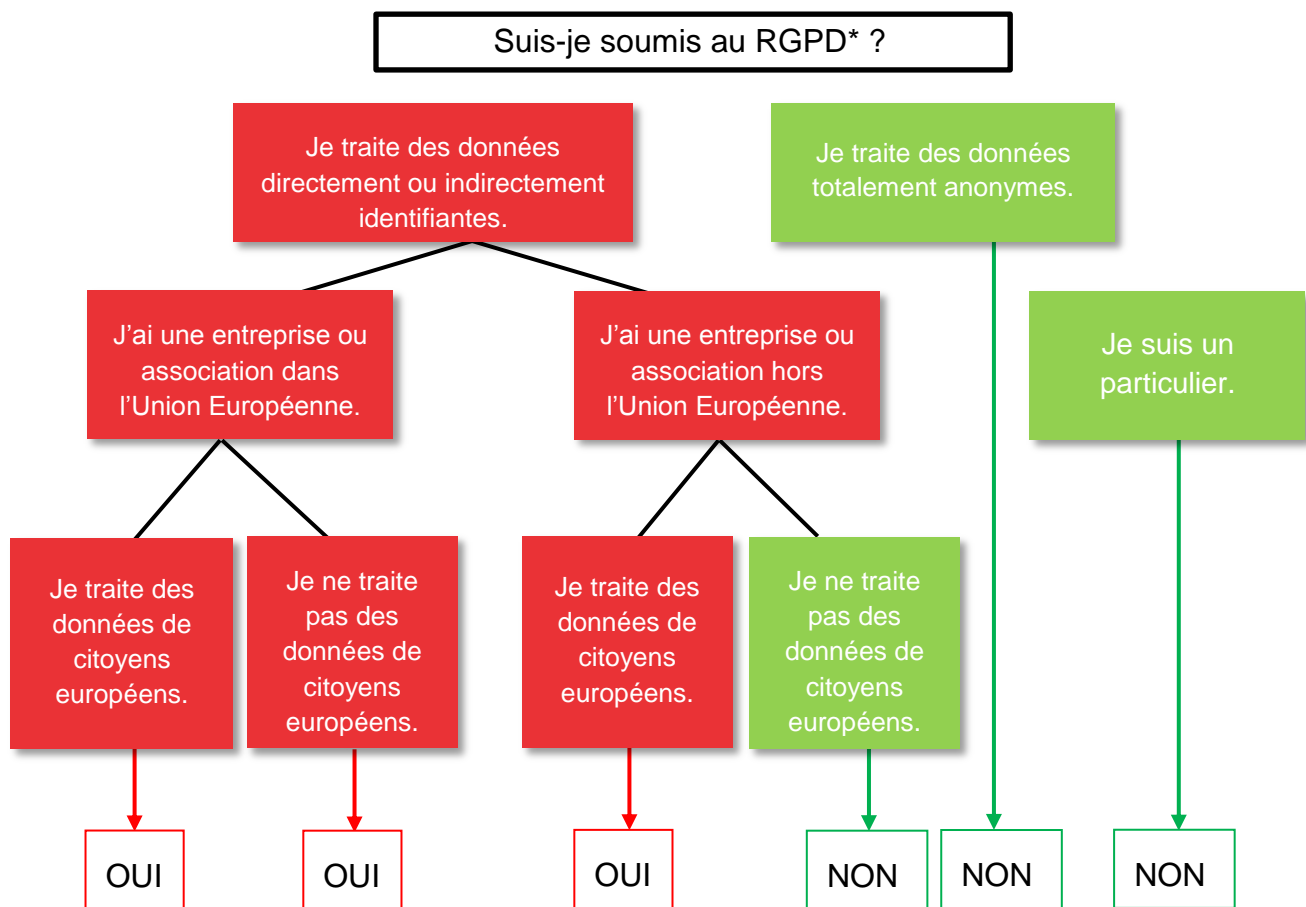 Suis-je soumis au RGPD* ?
Je traite des données
directement ou indirectement
identifiantes.
Je traite des données
totalement anonymes.
J’ai une entreprise ou
association dans
l’Union Européenne.
J’ai une entreprise ou
association hors
l’Union Européenne.
Je suis un
particulier.
Je traite des
données de
citoyens
européens.
Je ne traite
pas des
données de
citoyens
européens.
Je traite des
données de
citoyens
européens.
Je ne traite
pas des
données de
citoyens
européens.
OUI
OUI
OUI
NON
NON
NON